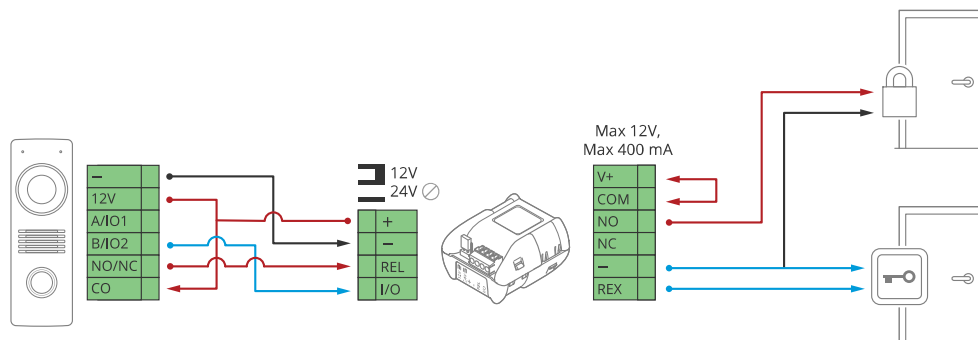 −
12V
A/IO1
B/IO2
NO/NC
CO
12V
24V
+
−
REL
I/O
Max 12V,
Max 400 mA
V+
COM
NO
NC
−
REX